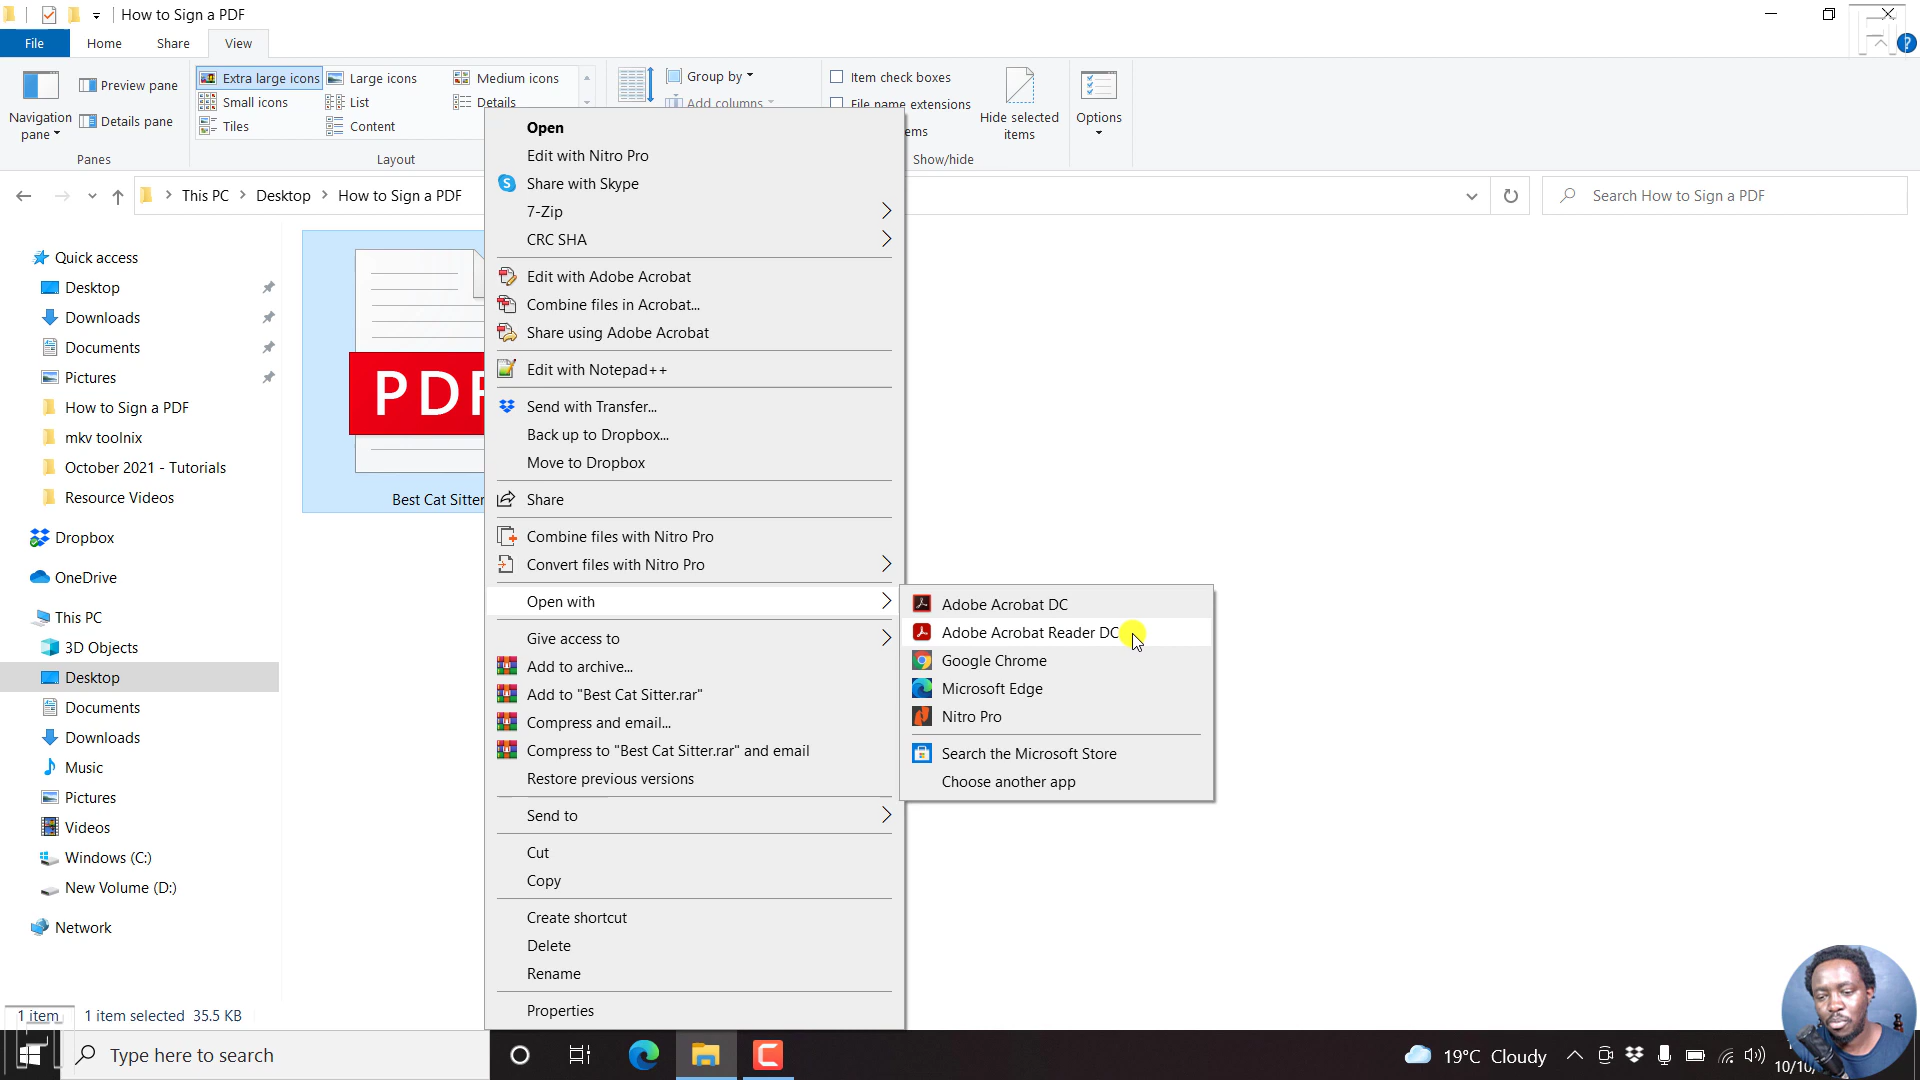 How to Sign a PDF
File
Home
Share
View
Navigation pane
Preview pane
Details pane
Panes
Extra large icons
Large icons
Medium icons
Small icons
List
Details
Tiles
Content
Layout
Group by
Add columns
Item check boxes
File name extensions
ems
Hide selected items
Show/hide
Options
This PC
Desktop
How to Sign a PDF
Search How to Sign a PDF
Quick access
Desktop
Downloads
Documents
Pictures
How to Sign a PDF
mkv toolnix
October 2021 - Tutorials
Resource Videos
Dropbox
OneDrive
This PC
3D Objects
Desktop
Documents
Downloads
Music
Pictures
Videos
Windows (C:)
New Volume (D:)
Network
PDF
Best Cat Sitter
Open
Edit with Nitro Pro
Share with Skype
7-Zip
CRC SHA
Edit with Adobe Acrobat
Combine files in Acrobat...
Share using Adobe Acrobat
Edit with Notepad++
Send with Transfer...
Back up to Dropbox...
Move to Dropbox
Share
Combine files with Nitro Pro
Convert files with Nitro Pro
Open with
Give access to
Add to archive...
Add to "Best Cat Sitter.rar"
Compress and email...
Compress to "Best Cat Sitter.rar" and email
Restore previous versions
Send to
Cut
Copy
Create shortcut
Delete
Rename
Properties
Adobe Acrobat DC
Adobe Acrobat Reader DC
Google Chrome
Microsoft Edge
Nitro Pro
Search the Microsoft Store
Choose another app
1 item
1 item selected 35.5 KB
Type here to search
19°C Cloudy
10/10/